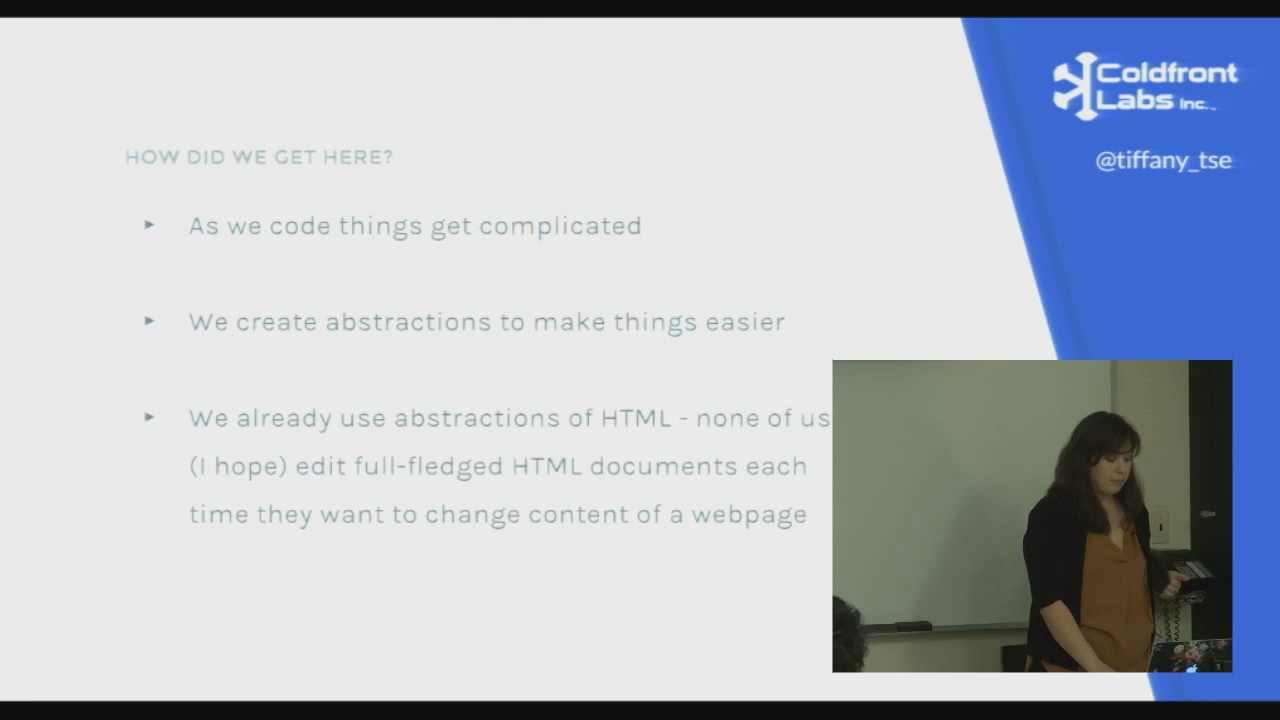 HOW DID WE GET HERE?
▸ As we code things get complicated
▸ We create abstractions to make things easier
▸ We already use abstractions of HTML - none of us
(I hope) edit full-fledged HTML documents each
time they want to change content of a webpage
Coldfront
Labs Inc.
@tiffany_tse